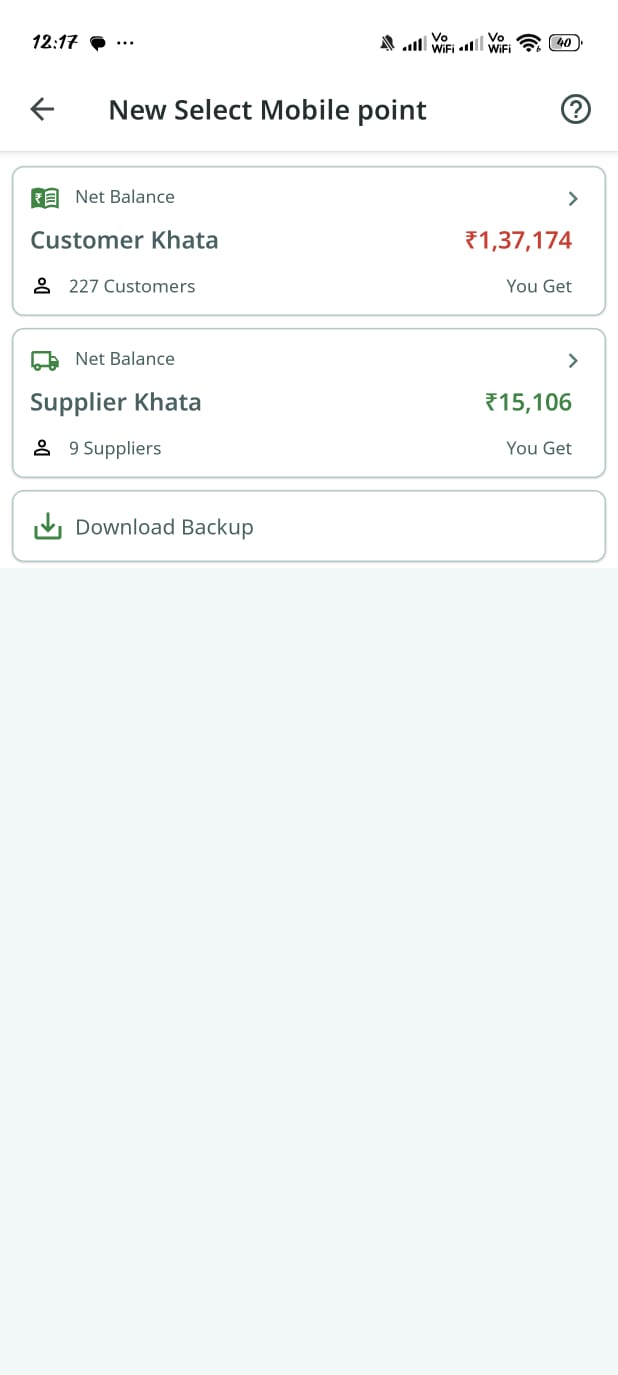 12:17 ... Vo WiFi Vo WiFi 40
New Select Mobile point
Net Balance
Customer Khata ₹1,37,174
227 Customers You Get
Net Balance
Supplier Khata ₹15,106
9 Suppliers You Get
Download Backup